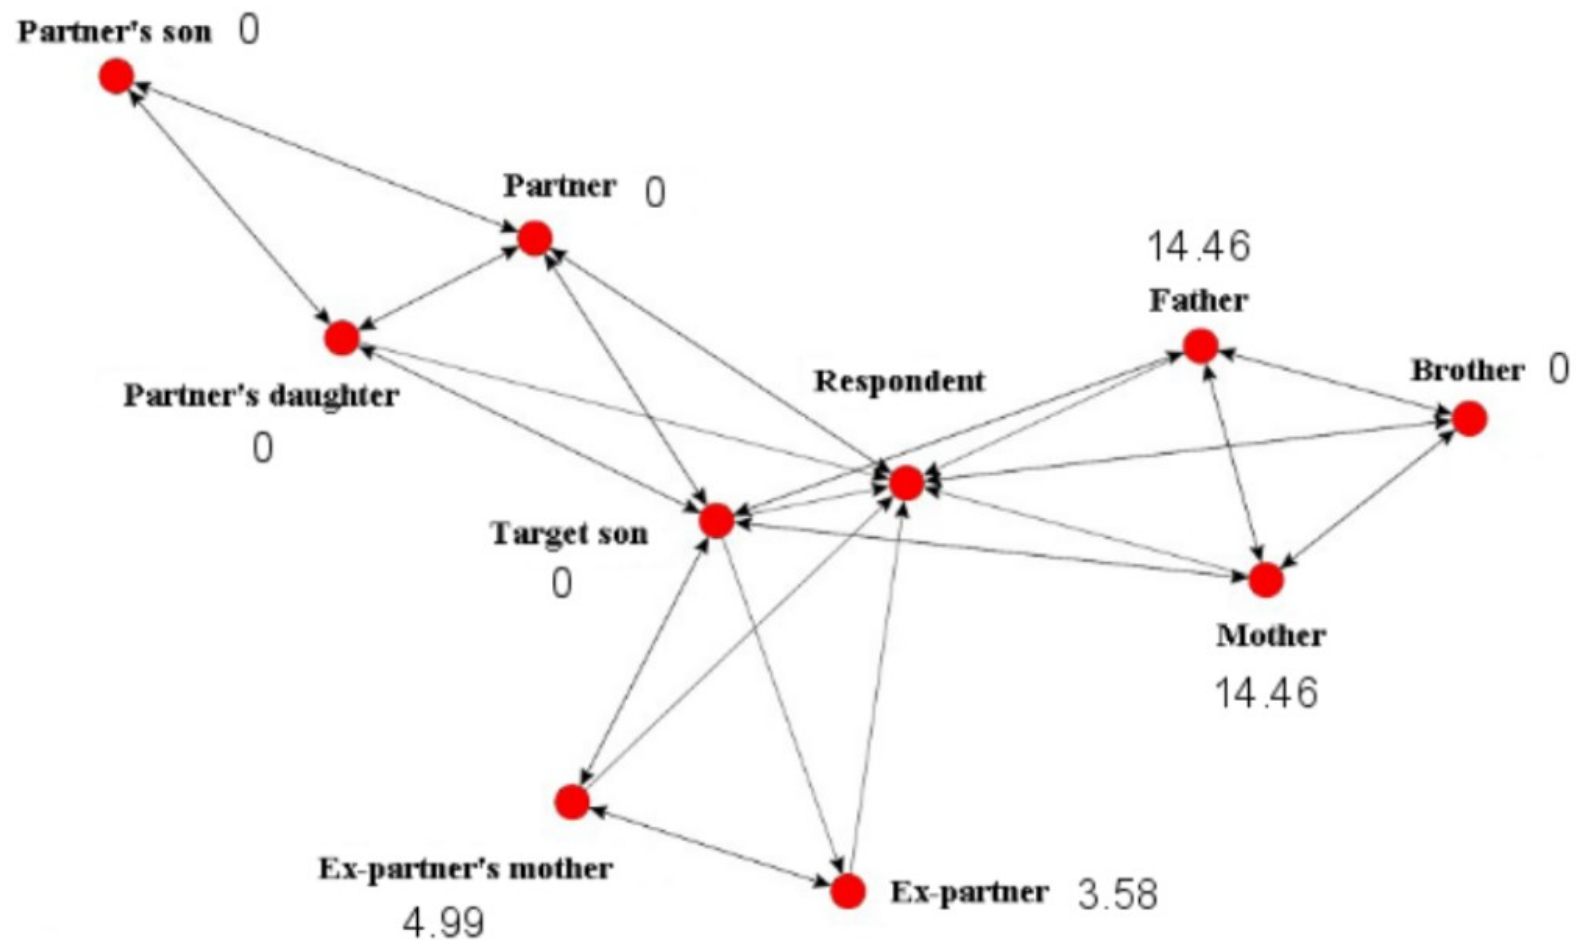 Partner's son 0
Partner 0
14.46
Father
Brother 0
Respondent
Partner's daughter
0
Target son
0
Mother
14.46
Ex-partner's mother
4.99
Ex-partner 3.58